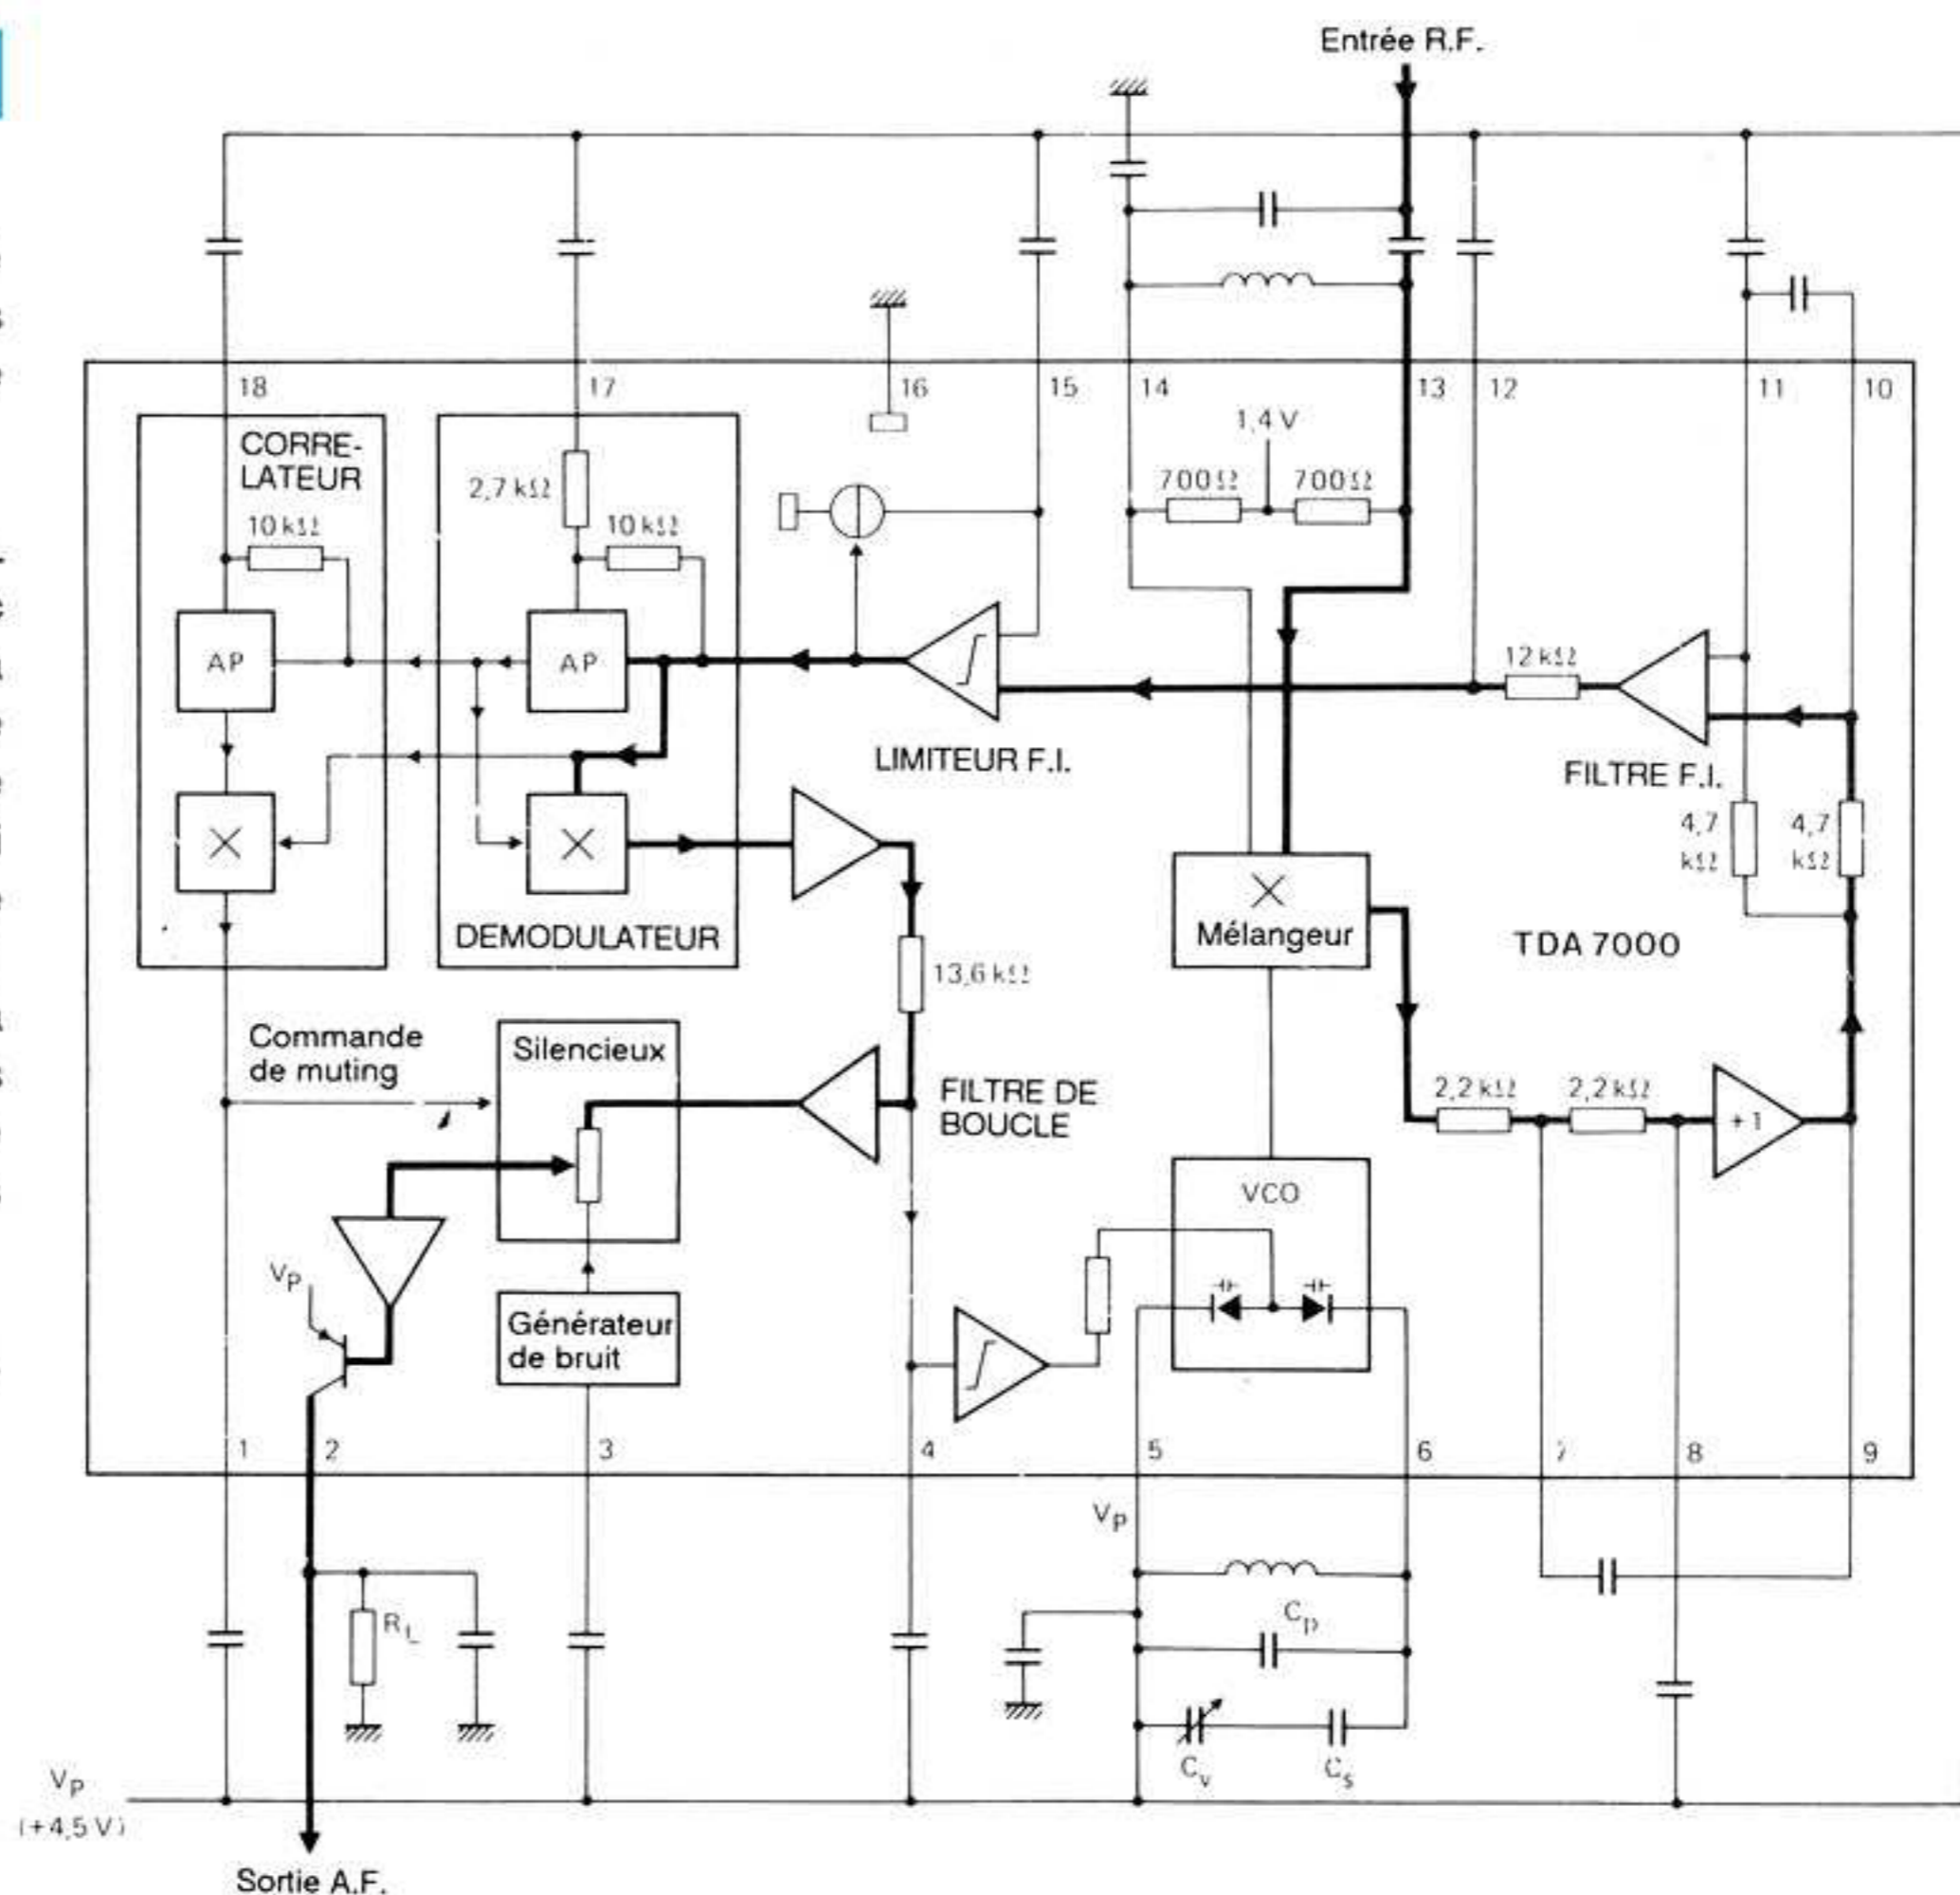 Entrée R.F.
18
17
16
15
14
13
12
11
10
CORRE-
LATEUR
10 kΩ
2,7 kΩ
10 kΩ
1,4 V
700 Ω
700 Ω
AP
AP
12 kΩ
LIMITEUR F.I.
FILTRE F.I.
4,7
kΩ
4,7
kΩ
DEMODULATEUR
Mélangeur
TDA 7000
13,6 kΩ
Commande
de muting
Silencieux
FILTRE DE
BOUCLE
2,2 kΩ
2,2 kΩ
+1
VCO
Vp
Générateur
de bruit
1
2
3
4
5
6
7
8
9
Vp
RL
Cp
Cv
Cs
Vp
(+4,5 V)
Sortie A.F.